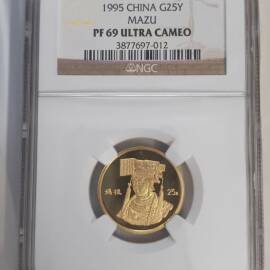 1995 CHINA G25Y
MAZU
PF 69 ULTRA CAMEO
3877697-012
NGC
妈祖 25元